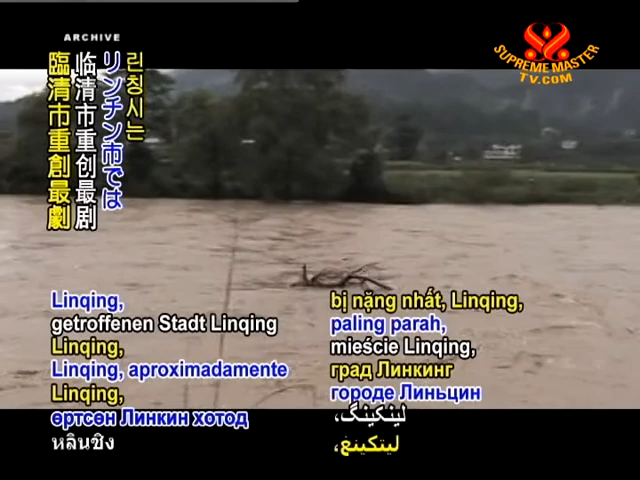 ARCHIVE
SUPREME MASTER
TV.COM
린칭시는
リンチン市では
临清市重创最剧
臨清市重創最劇
Linqing,
getroffenen Stadt Linqing
Linqing,
Linqing, aproximadamente
Linqing,
өртсөн Линкин хотод
หลินชิง
bị nặng nhất, Linqing,
paling parah,
mieście Linqing,
град Линкинг
городе Линьцин
لینکینگ،
ليتكينغ،